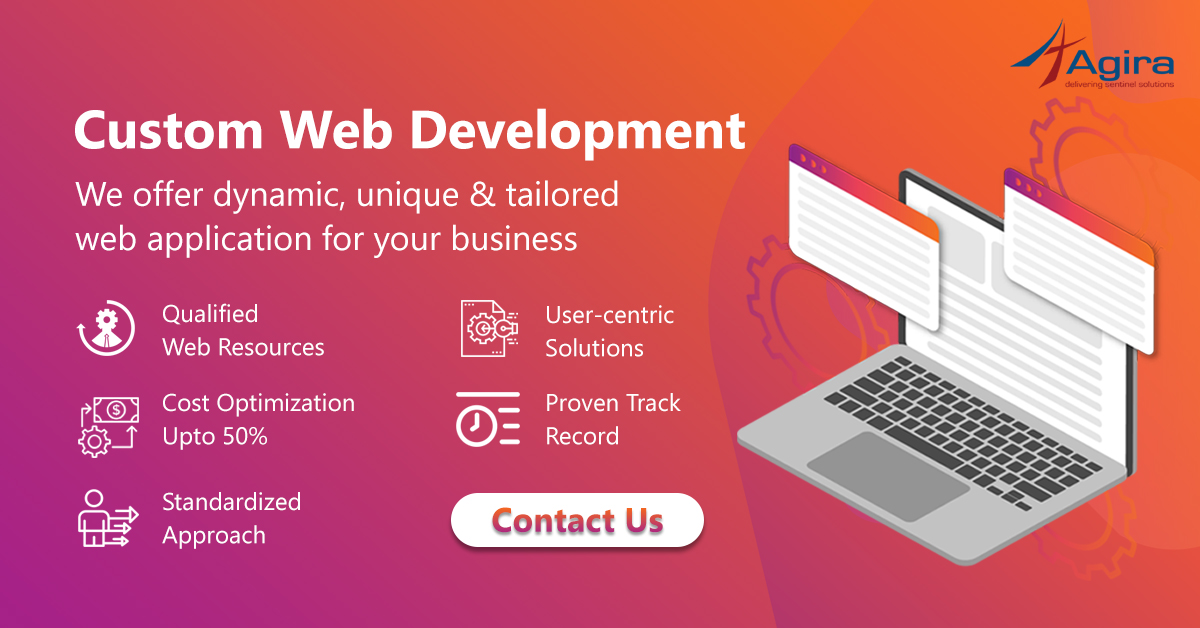 Agira
delivering sentinel solutions
Custom Web Development
We offer dynamic, unique & tailored
web application for your business
Qualified
Web Resources
User-centric
Solutions
Cost Optimization
Upto 50%
Proven Track
Record
Standardized
Approach
Contact Us